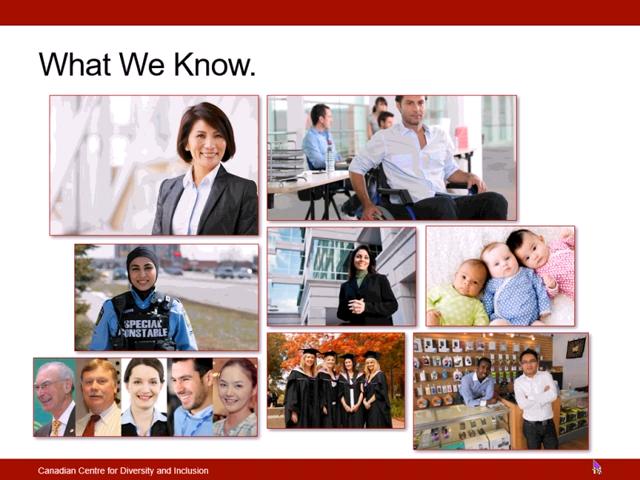 What We Know.
SPECIAL
CONSTABLE
Canadian Centre for Diversity and Inclusion